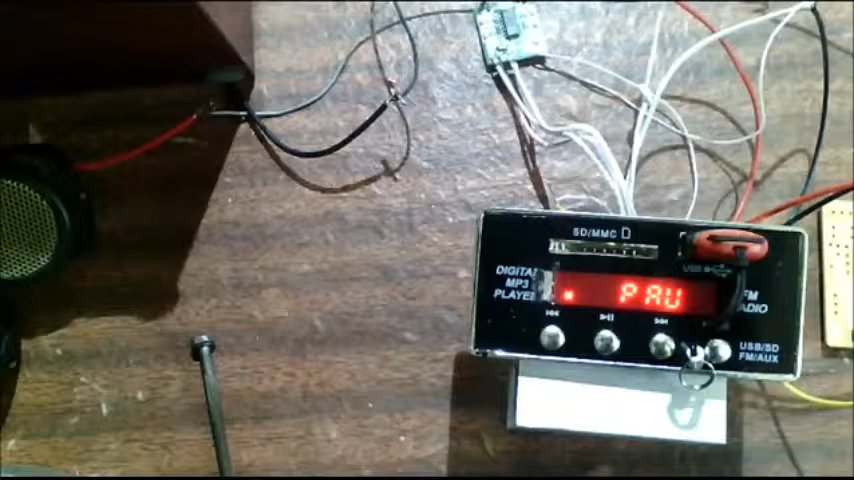 SD/MMC
USB
DIGITAL
MP3
PLAYER
PAU
FM
RADIO
USB/SD
FM/AUX